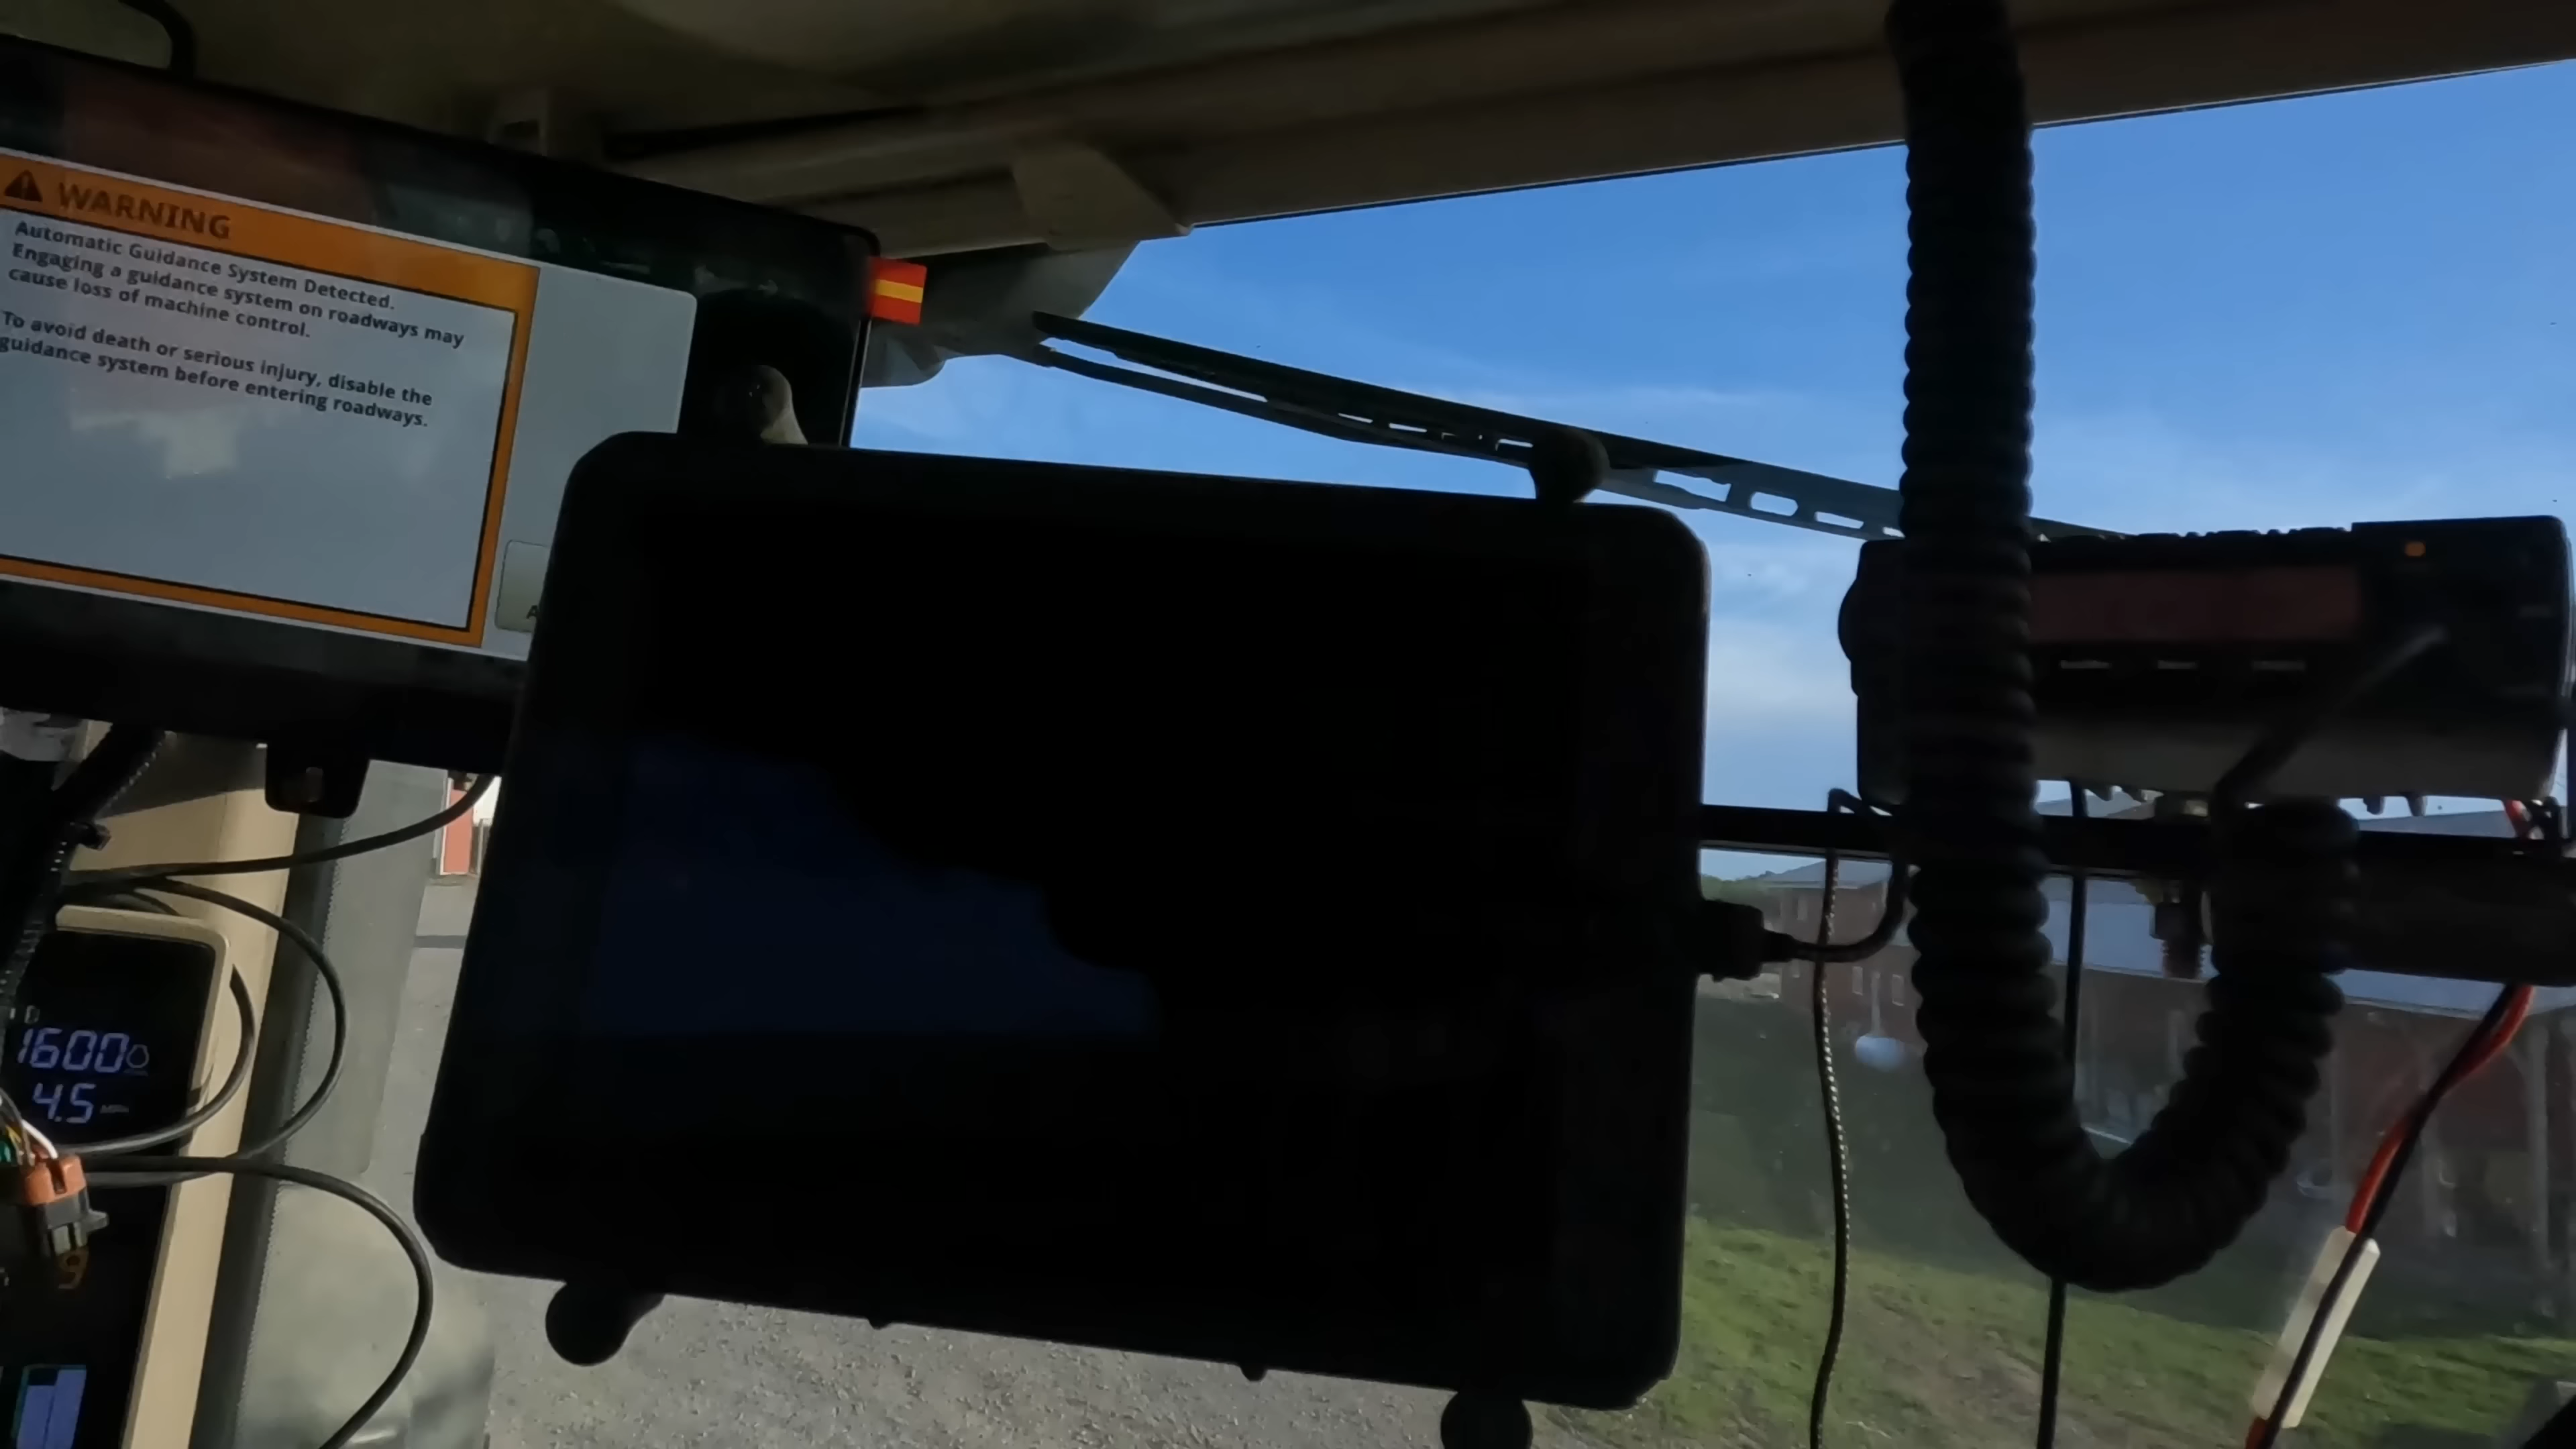 WARNING
Automatic Guidance System Detected.
Engaging a guidance system on roadways may
cause loss of machine control.
To avoid death or serious injury, disable the
guidance system before entering roadways.
A
1600
4.5
9